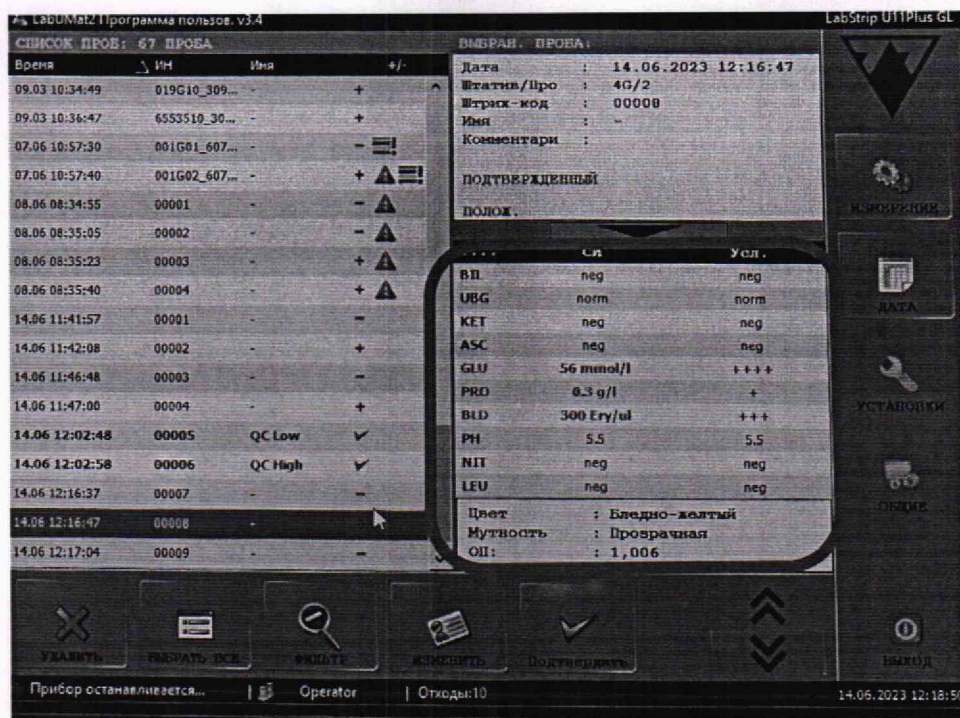 LabUMat2 Программа пользов. v3.4
LabStrip U11Plus GL
СПИСОК ПРОБ: 67 ПРОБА
Время ИН Имя +/-
09.03 10:34:49 019G10_309... - +
09.03 10:36:47 6553510_30... - +
07.06 10:57:30 001G01_607... - -
07.06 10:57:40 001G02_607... - +
08.06 08:34:55 00001 - -
08.06 08:35:05 00002 - -
08.06 08:35:23 00003 - +
08.06 08:35:40 00004 - +
14.06 11:41:57 00001 - -
14.06 11:42:08 00002 - +
14.06 11:46:48 00003 - -
14.06 11:47:00 00004 - +
14.06 12:02:48 00005 QC Low ✓
14.06 12:02:58 00006 QC High ✓
14.06 12:16:37 00007 - -
14.06 12:16:47 00008 -
14.06 12:17:04 00009 - -
ВЫБРАН. ПРОБА:
Дата : 14.06.2023 12:16:47
Штатив/Про : 4G/2
Штрих-код : 00008
Имя : -
Комментари :
ПОДТВЕРЖДЕННЫЙ
ПОЛОЖ.
СИ Усл.
neg neg
UBG norm norm
KET neg neg
ASC neg neg
GLU 56 mmol/l ++++
PRO 0.3 g/l +
BLD 300 Ery/ul +++
PH 5.5 5.5
NIT neg neg
LEU neg neg
Цвет : Бледно-желтый
Мутность : Прозрачная
ОП: : 1,006
ИЗМЕРЕНИЕ
ДАТА
УСТАНОВКИ
ОБЩИЕ
ВЫХОД
УДАЛИТЬ
ВЫБРАТЬ ВСЕ
ФИЛЬТР
ИЗМЕНИТЬ
Подтвердить
Прибор останавливается... Operator Отходы:10 14.06.2023 12:18:50